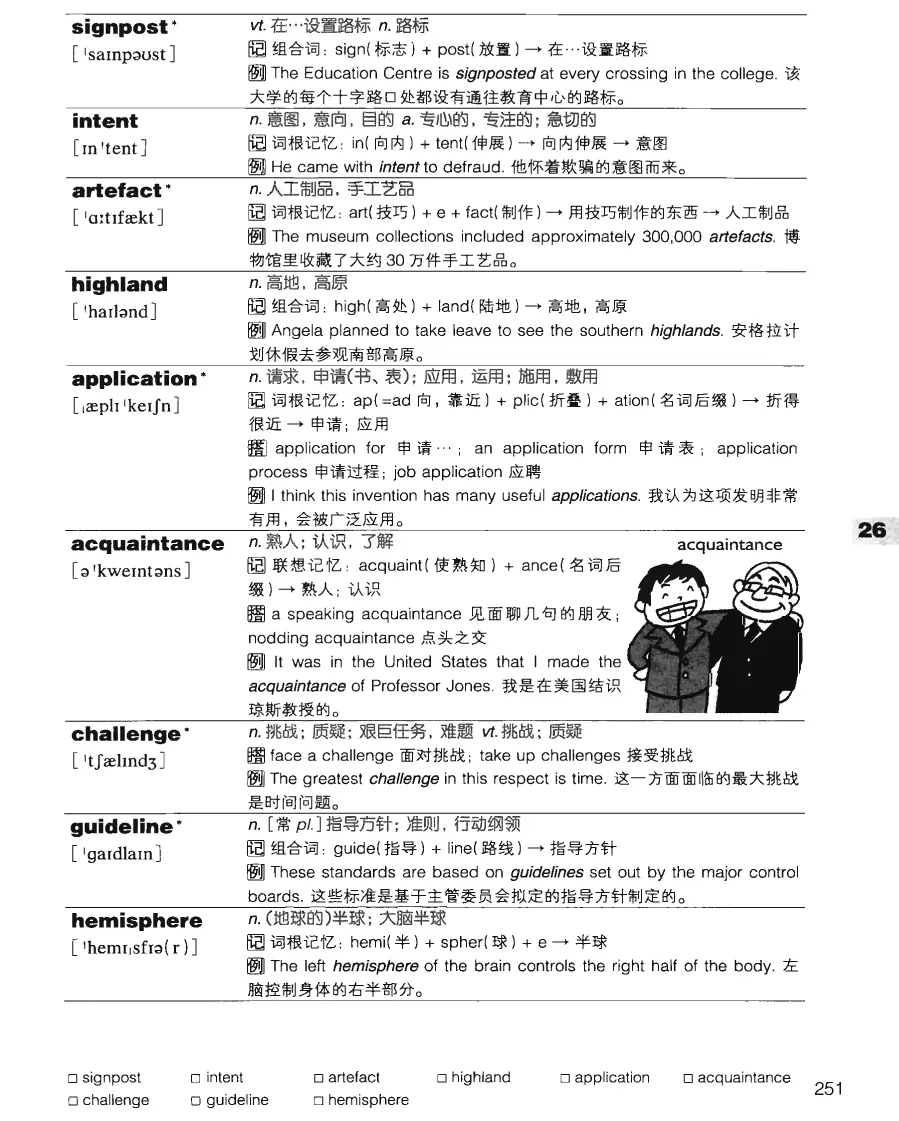 signpost* vt. 在…设置路标 n. 路标
[ˈsaɪnpəʊst] [记] 组合词：sign(标志) + post(放置) → 在…设置路标
[例] The Education Centre is signposted at every crossing in the college. 该
大学的每个十字路口处都设有通往教育中心的路标。
intent n. 意图，意向，目的 a. 专心的，专注的；急切的
[ɪnˈtent] [记] 词根记忆：in(向内) + tent(伸展) → 向内伸展 → 意图
[例] He came with intent to defraud. 他怀着欺骗的意图而来。
artefact* n. 人工制品，手工艺品
[ˈɑːtɪfækt] [记] 词根记忆：art(技巧) + e + fact(制作) → 用技巧制作的东西 → 人工制品
[例] The museum collections included approximately 300,000 artefacts. 博
物馆里收藏了大约 30 万件手工艺品。
highland n. 高地，高原
[ˈhaɪlənd] [记] 组合词：high(高处) + land(陆地) → 高地，高原
[例] Angela planned to take leave to see the southern highlands. 安格拉计
划休假去参观南部高原。
application* n. 请求，申请(书、表)；应用，运用；施用，敷用
[ˌæplɪˈkeɪʃn] [记] 词根记忆：ap(=ad 向，靠近) + plic(折叠) + ation(名词后缀) → 折得
很近 → 申请；应用
[搭] application for 申请…；an application form 申请表；application
process 申请过程；job application 应聘
[例] I think this invention has many useful applications. 我认为这项发明非常
有用，会被广泛应用。
26
acquaintance n. 熟人；认识，了解
[əˈkweɪntəns] [记] 联想记忆：acquaint(使熟知) + ance(名词后
缀) → 熟人；认识
[搭] a speaking acquaintance 见面聊几句的朋友；
nodding acquaintance 点头之交
[例] It was in the United States that I made the
acquaintance of Professor Jones. 我是在美国结识
琼斯教授的。
acquaintance
challenge* n. 挑战；质疑；艰巨任务，难题 vt. 挑战；质疑
[ˈtʃælɪndʒ] [搭] face a challenge 面对挑战；take up challenges 接受挑战
[例] The greatest challenge in this respect is time. 这一方面面临的最大挑战
是时间问题。
guideline* n. [常 pl.] 指导方针；准则，行动纲领
[ˈɡaɪdlaɪn] [记] 组合词：guide(指导) + line(路线) → 指导方针
[例] These standards are based on guidelines set out by the major control
boards. 这些标准是基于主管委员会拟定的指导方针制定的。
hemisphere n. (地球的)半球；大脑半球
[ˈhemɪˌsfɪə(r)] [记] 词根记忆：hemi(半) + spher(球) + e → 半球
[例] The left hemisphere of the brain controls the right half of the body. 左
脑控制身体的右半部分。
□ signpost □ intent □ artefact □ highland □ application □ acquaintance
□ challenge □ guideline □ hemisphere
251